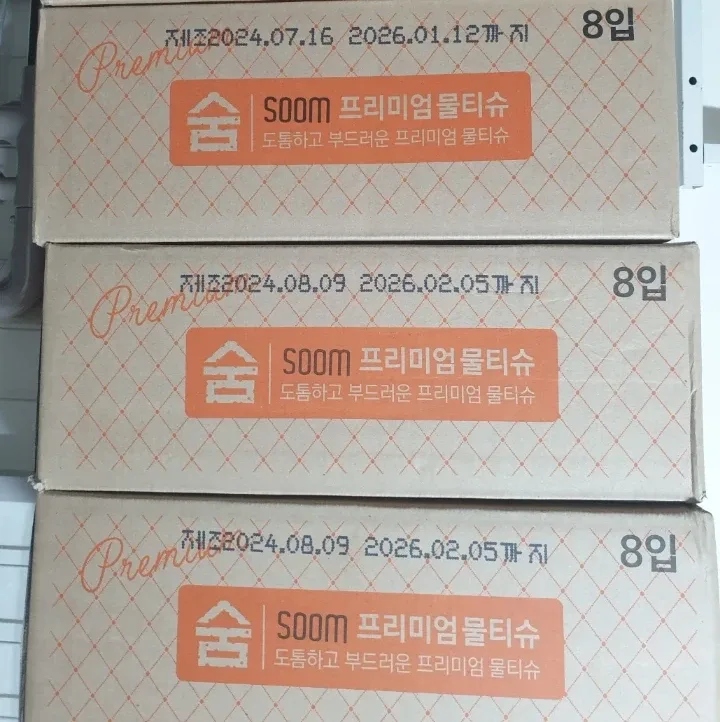 제조2024.07.16 2026.01.12까지
8입
Premium
숨
SOOM 프리미엄물티슈
도톰하고 부드러운 프리미엄 물티슈
제조2024.08.09 2026.02.05까지
8입
Premium
숨
SOOM 프리미엄물티슈
도톰하고 부드러운 프리미엄 물티슈
제조2024.08.09 2026.02.05까지
8입
Premium
숨
SOOM 프리미엄물티슈
도톰하고 부드러운 프리미엄 물티슈